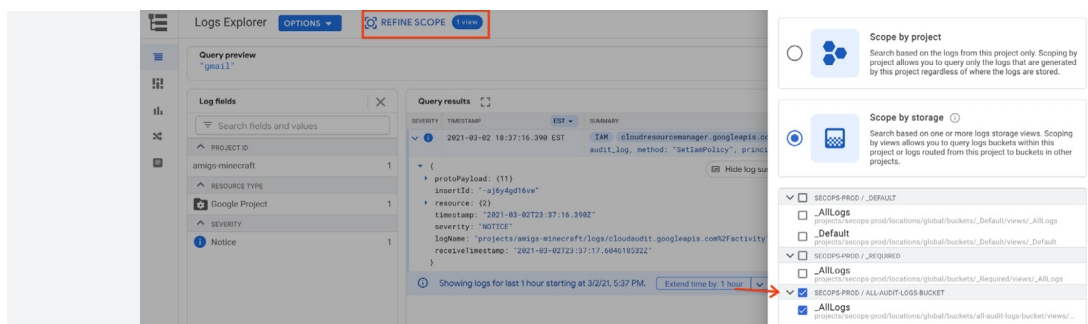 Logs Explorer OPTIONS REFINE SCOPE 1 view
Query preview
"gmail"
Log fields
Search fields and values
PROJECT ID
amigs-minecraft 1
RESOURCE TYPE
Google Project 1
SEVERITY
Notice 1
Query results
SEVERITY TIMESTAMP EST SUMMARY
2021-03-02 18:37:16.390 EST IAM cloudresourcemanager.googleapis.co
audit_log, method: "SetIamPolicy", princi
Hide log sum
{
protoPayload: {11}
insertId: "-aj6y4gd16vw"
resource: {2}
timestamp: "2021-03-02T23:37:16.390Z"
severity: "NOTICE"
logName: "projects/amigs-minecraft/logs/cloudaudit.googleapis.com%2Factivity"
receiveTimestamp: "2021-03-02T23:37:17.604618532Z"
}
Showing logs for last 1 hour starting at 3/2/21, 5:37 PM. Extend time by: 1 hour
Scope by project
Search based on the logs from this project only. Scoping by
project allows you to query only the logs that are generated
by this project regardless of where the logs are stored.
Scope by storage
Search based on one or more logs storage views. Scoping
by views allows you to query logs buckets within this
project or logs routed from this project to buckets in other
projects.
SECOPS-PROD / _DEFAULT
_AllLogs
projects/secops-prod/locations/global/buckets/_Default/views/_AllLogs
_Default
projects/secops-prod/locations/global/buckets/_Default/views/_Default
SECOPS-PROD / _REQUIRED
_AllLogs
projects/secops-prod/locations/global/buckets/_Required/views/_AllLogs
SECOPS-PROD / ALL-AUDIT-LOGS-BUCKET
_AllLogs
projects/secops-prod/locations/global/buckets/all-audit-logs-bucket/views/...